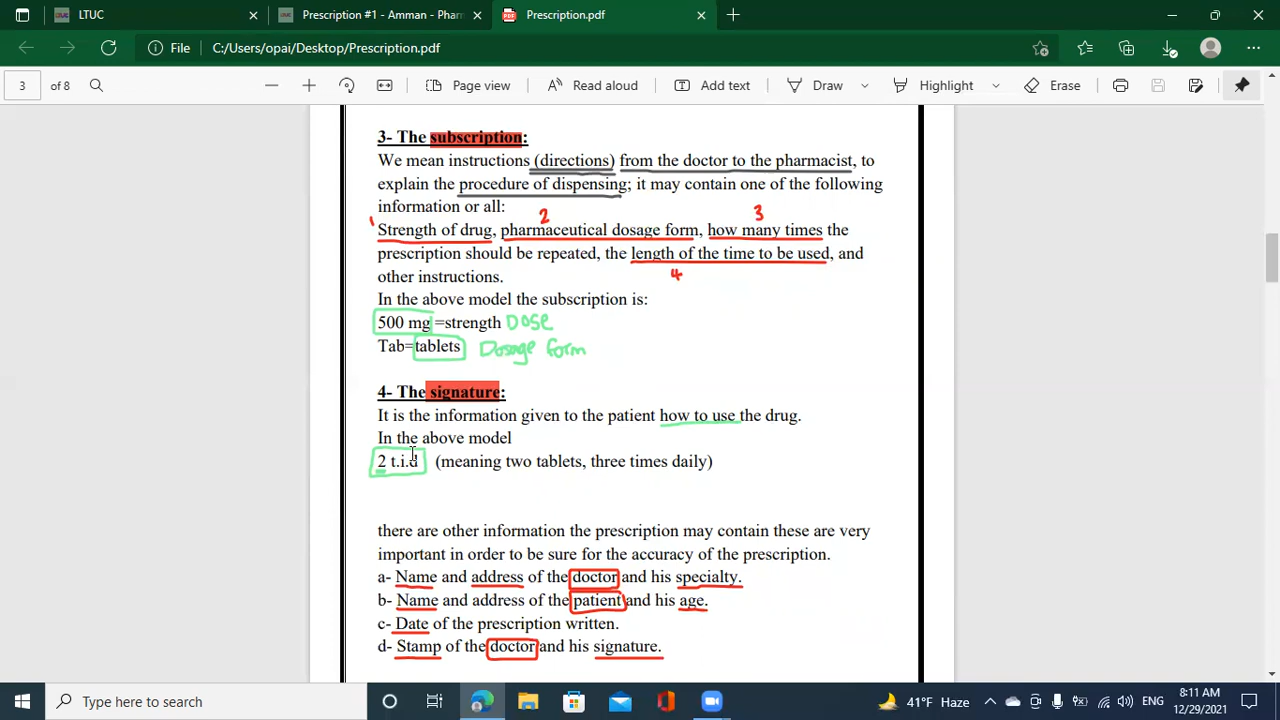 LTUC
Prescription #1 - Amman - Pharm
Prescription.pdf
File
C:/Users/opai/Desktop/Prescription.pdf
3
of 8
Page view
Read aloud
Add text
Draw
Highlight
Erase
3- The subscription:
We mean instructions (directions) from the doctor to the pharmacist, to
explain the procedure of dispensing; it may contain one of the following
information or all:
1 2 3
Strength of drug, pharmaceutical dosage form, how many times the
prescription should be repeated, the length of the time to be used, and
4
other instructions.
In the above model the subscription is:
500 mg =strength Dose
Tab=tablets Dosage form
4- The signature:
It is the information given to the patient how to use the drug.
In the above model
2 t.i.d (meaning two tablets, three times daily)
there are other information the prescription may contain these are very
important in order to be sure for the accuracy of the prescription.
a- Name and address of the doctor and his specialty.
b- Name and address of the patient and his age.
c- Date of the prescription written.
d- Stamp of the doctor and his signature.
Type here to search
41°F Haze
ENG
8:11 AM
12/29/2021